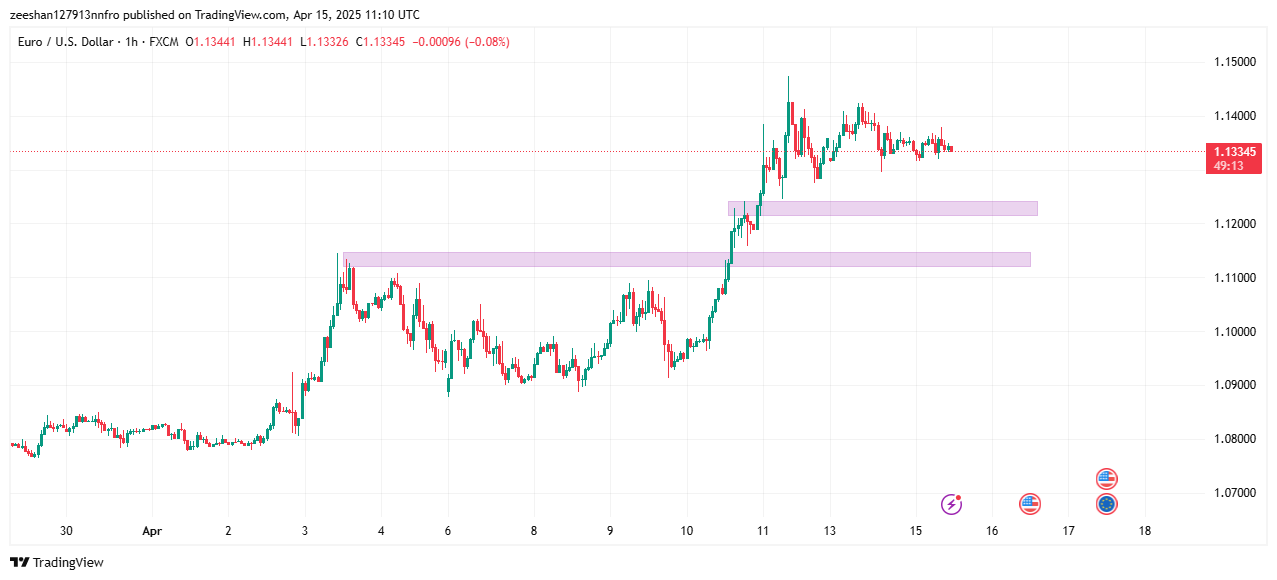 zeeshan127913nnfro published on TradingView.com, Apr 15, 2025 11:10 UTC
Euro / U.S. Dollar · 1h · FXCM O1.13441 H1.13441 L1.13326 C1.13345 −0.00096 (−0.08%)
1.15000
1.14000
1.13345
49:13
1.12000
1.11000
1.10000
1.09000
1.08000
1.07000
30 Apr 2 3 4 6 8 9 10 11 13 15 16 17 18
TradingView